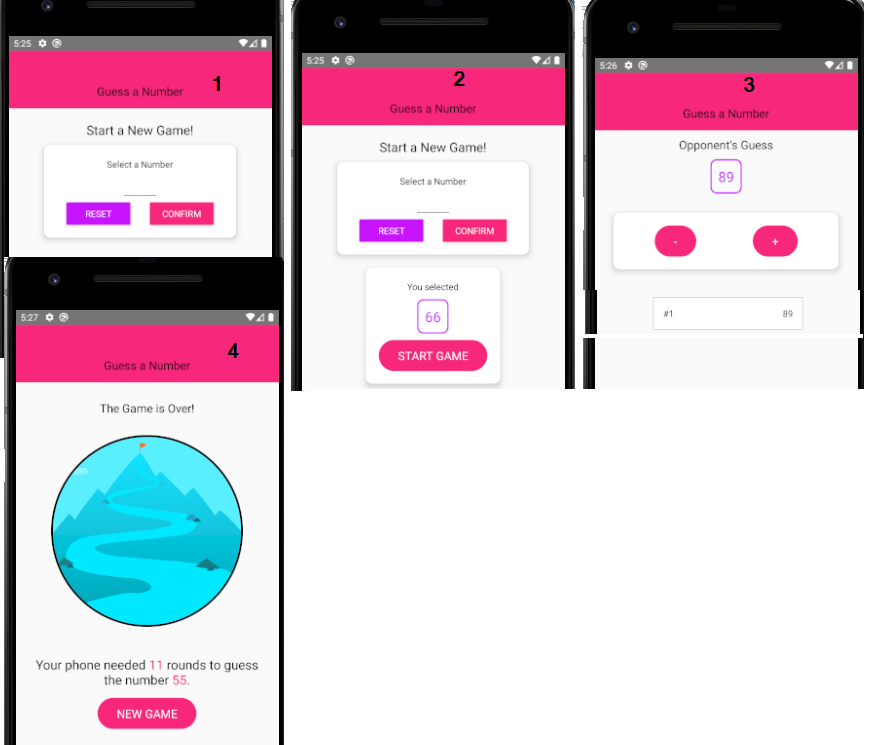 5:25
1
Guess a Number
Start a New Game!
Select a Number
RESET CONFIRM
5:25
2
Guess a Number
Start a New Game!
Select a Number
RESET CONFIRM
You selected
66
START GAME
5:26
3
Guess a Number
Opponent's Guess
89
- +
#1 89
5:27
4
Guess a Number
The Game is Over!
Your phone needed 11 rounds to guess
the number 55.
NEW GAME